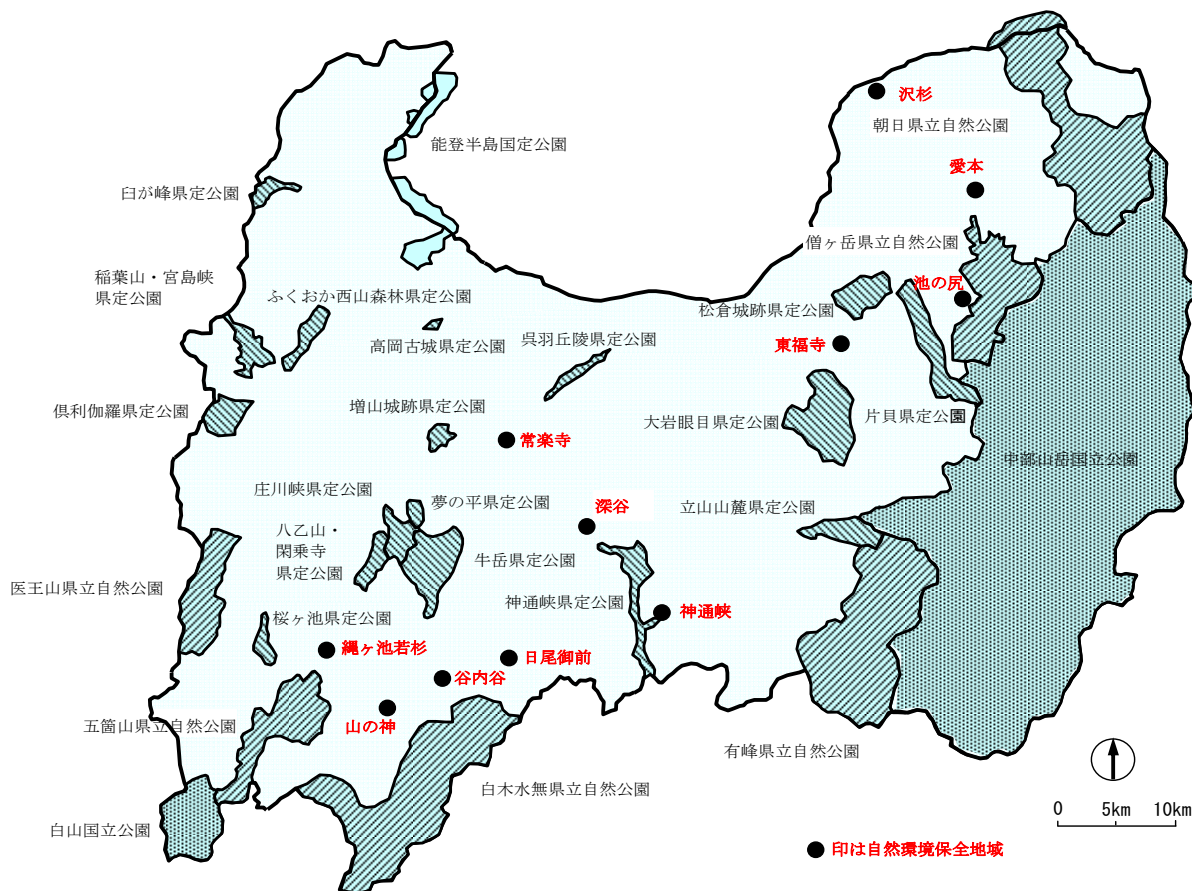 沢杉
朝日県立自然公園
能登半島国定公園
愛本
臼が峰県定公園
僧ヶ岳県立自然公園
稲葉山・宮島峡
県定公園
池の尻
ふくおか西山森林県定公園
松倉城跡県定公園
高岡古城県定公園
呉羽丘陵県定公園
東福寺
倶利伽羅県定公園
増山城跡県定公園
大岩眼目県定公園
片貝県定公園
常楽寺
中部山岳国立公園
庄川峡県定公園
夢の平県定公園
深谷
立山山麓県定公園
八乙山・
閑乗寺
県定公園
牛岳県定公園
医王山県立自然公園
神通峡県定公園
桜ヶ池県定公園
神通峡
縄ヶ池若杉
日尾御前
谷内谷
五箇山県立自然公園
山の神
有峰県立自然公園
白木水無県立自然公園
白山国立公園
0 5km 10km
印は自然環境保全地域